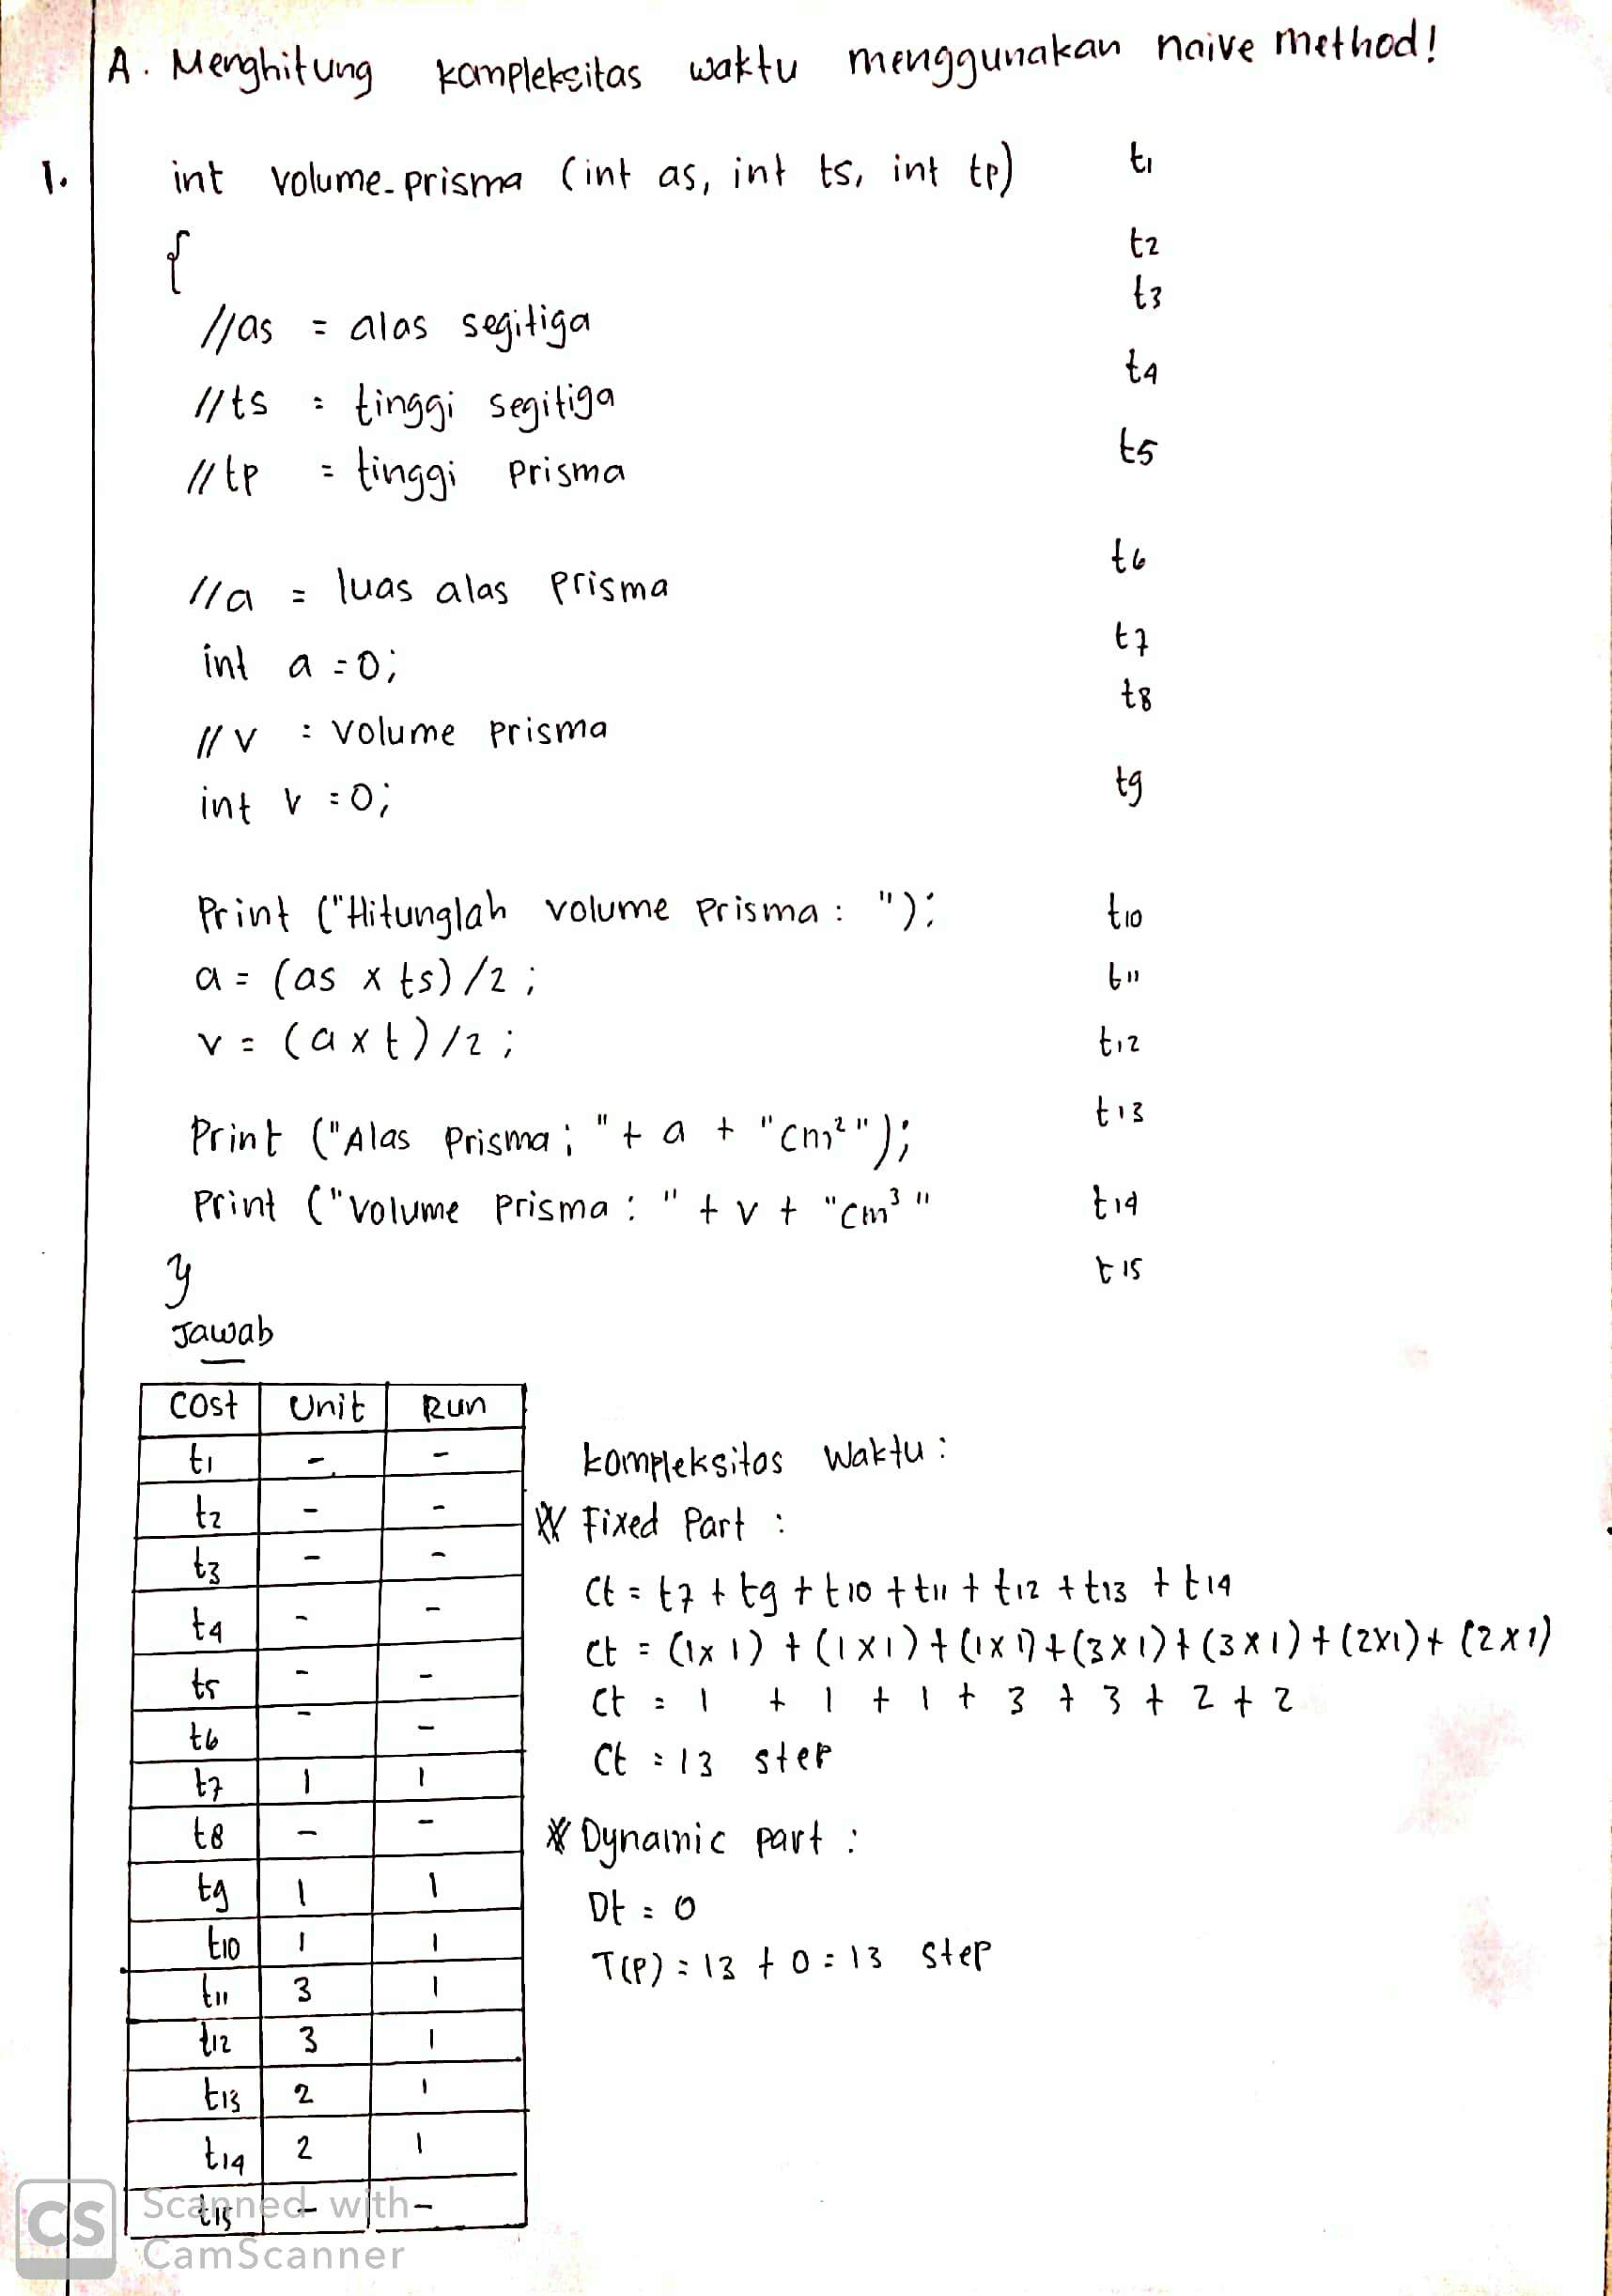 A. Menghitung kompleksitas waktu menggunakan naive method!
1. int volume_prisma (int as, int ts, int tp) t1
{ t2
//as = alas segitiga t3
//ts = tinggi segitiga t4
//tp = tinggi prisma t5
//a = luas alas prisma t6
int a = 0; t7
//v = volume prisma t8
int v = 0; t9
Print ("Hitunglah volume prisma : "); t10
a = (as x ts) /2 ; t11
v = (a x t) /2 ; t12
Print ("Alas Prisma ; " + a + "cm²"); t13
Print ("Volume Prisma : " + v + "cm³" t14
} t15
Jawab
Cost Unit Run
t1 - -
t2 - -
t3 - -
t4 - -
t5 - -
t6 - -
t7 1 1
t8 - -
t9 1 1
t10 1 1
t11 3 1
t12 3 1
t13 2 1
t14 2 1
t15 - -
kompleksitas waktu :
* Fixed Part :
Ct = t7 + t9 + t10 + t11 + t12 + t13 + t14
Ct = (1x1) + (1x1) + (1x1) + (3x1) + (3x1) + (2x1) + (2x1)
Ct = 1 + 1 + 1 + 3 + 3 + 2 + 2
Ct = 13 step
* Dynamic part :
Dt = 0
T(P) = 13 + 0 = 13 step
CS Scanned with
CamScanner